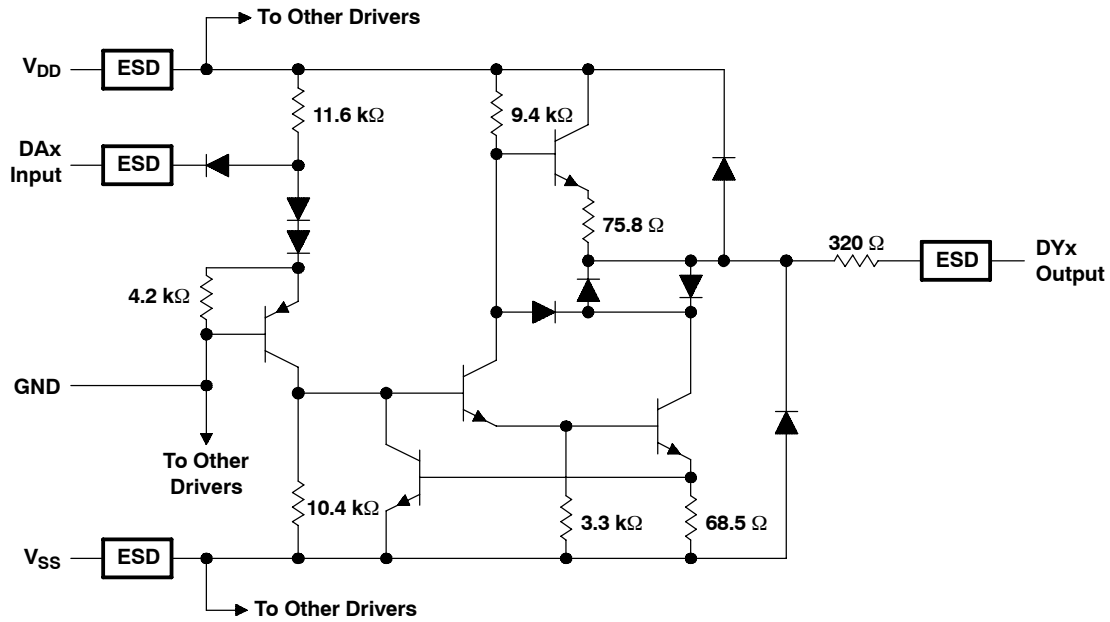 To Other Drivers
VDD
ESD
11.6 kΩ
9.4 kΩ
DAx
Input
ESD
75.8 Ω
320 Ω
ESD
DYx
Output
4.2 kΩ
GND
To Other
Drivers
10.4 kΩ
3.3 kΩ
68.5 Ω
VSS
ESD
To Other Drivers